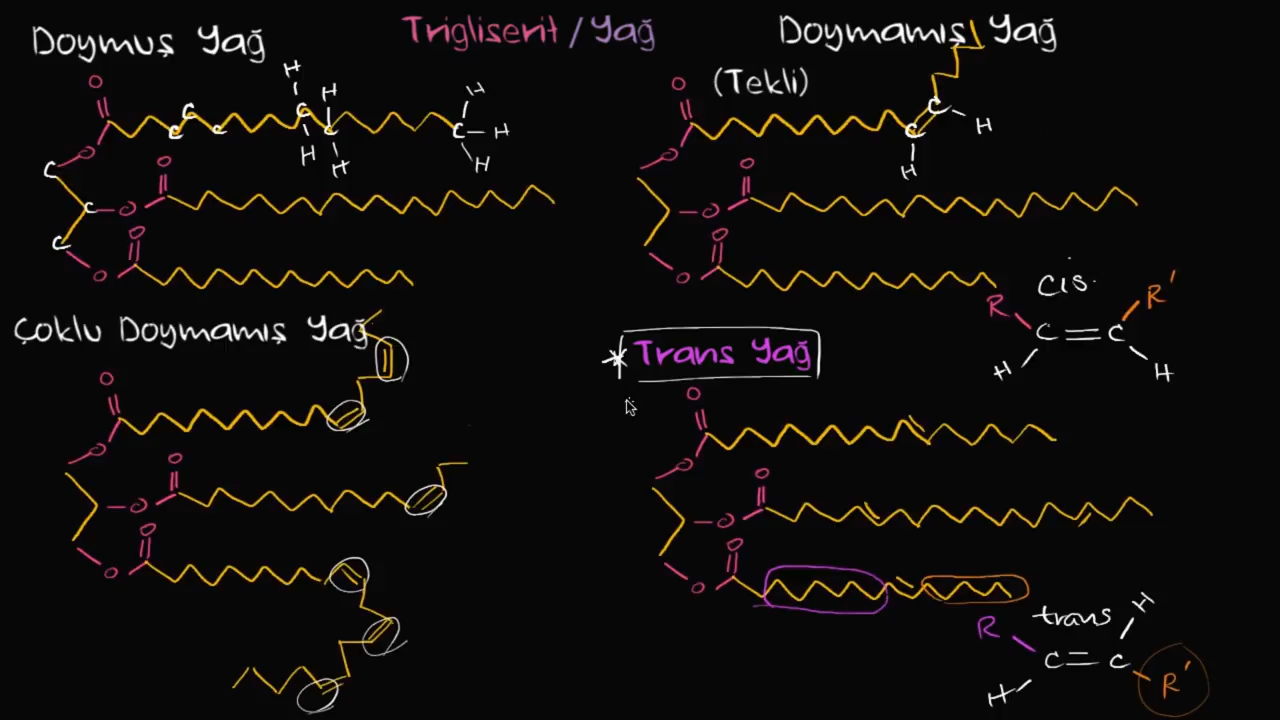 Doymuş Yağ
Trigliserit / Yağ
Doymamış Yağ
(Tekli)
O
H
H
C
C
C
C
C
C
H
H
H
H
H
O
C
C
C
O
O
O
O
O
O
C
C
H
H
O
O
O
O
cis
R
R'
C
C
H
H
Çoklu Doymamış Yağ
O
O
O
O
O
O
* Trans Yağ
O
O
O
O
O
O
trans
H
R
C
C
H
R'